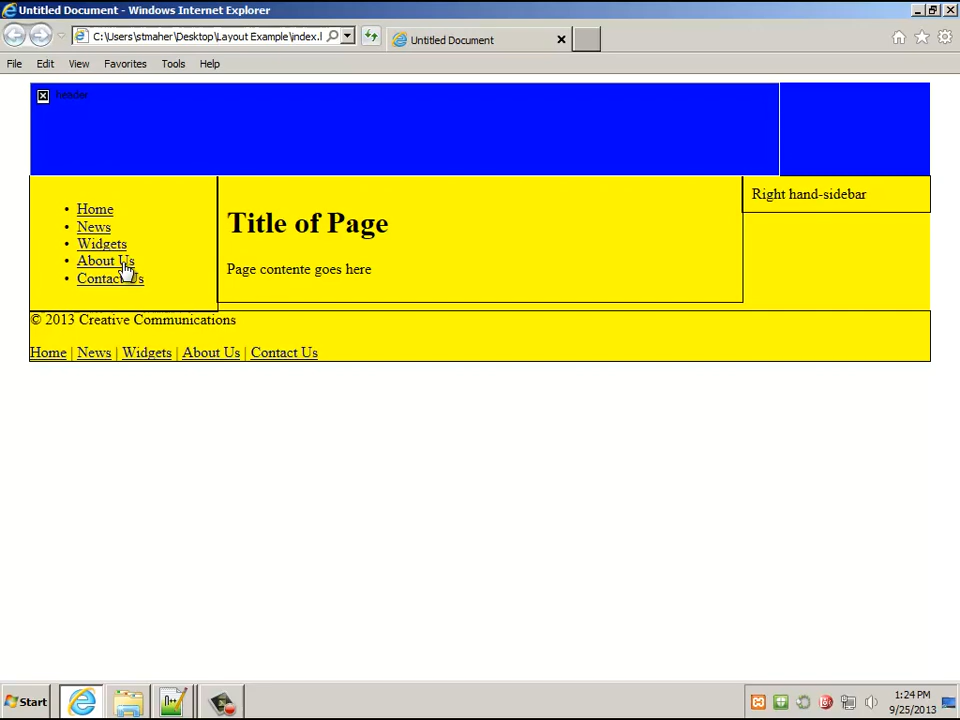 Untitled Document - Windows Internet Explorer
C:\Users\stmaher\Desktop\Layout Example\index.l
Untitled Document
File Edit View Favorites Tools Help
header
Home
News
Widgets
About Us
Contact Us
Title of Page
Page contente goes here
Right hand-sidebar
© 2013 Creative Communications
Home | News | Widgets | About Us | Contact Us
Start
1:24 PM
9/25/2013